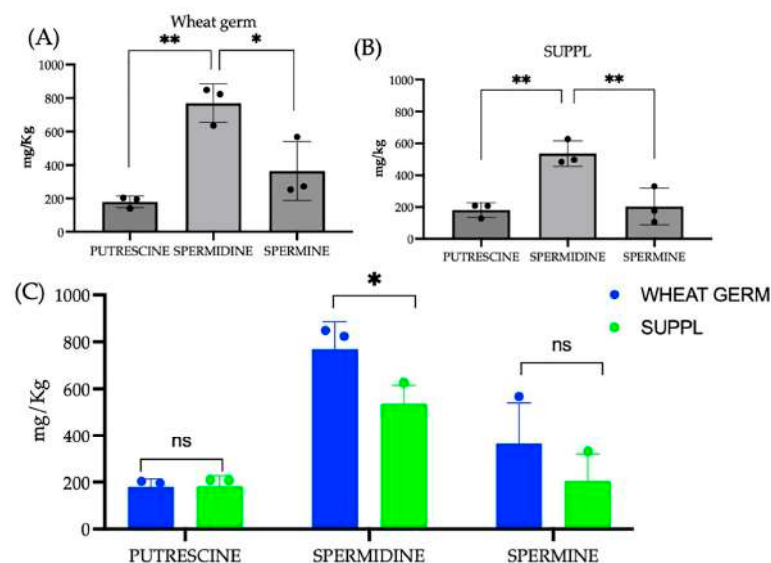 Wheat germ
(A)
** *
1000
800
600
400
200
0
mg/Kg
PUTRESCINE SPERMIDINE SPERMINE
(B)
SUPPL
** **
1000
800
600
400
200
0
mg/kg
PUTRESCINE SPERMIDINE SPERMINE
(C)
WHEAT GERM
SUPPL
ns * ns
1000
800
600
400
200
0
mg/Kg
PUTRESCINE SPERMIDINE SPERMINE